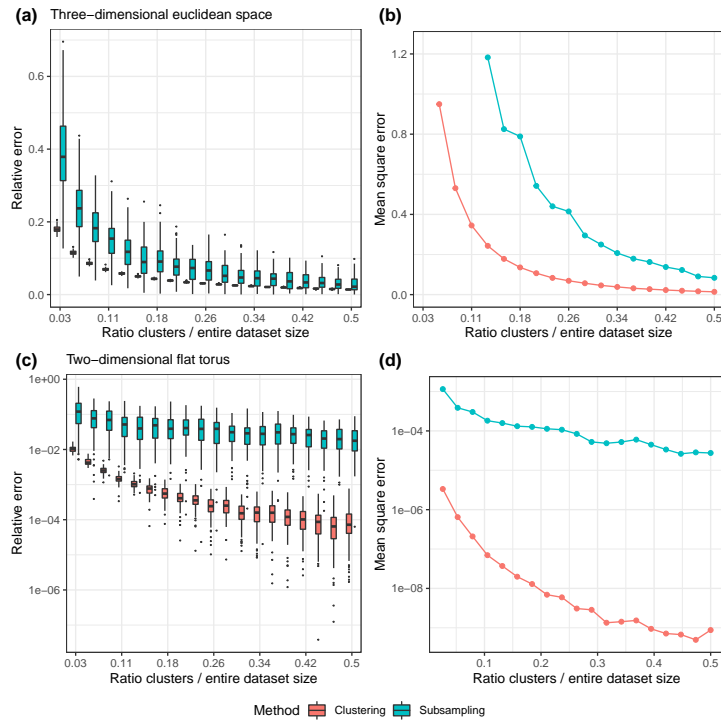 (a) Three−dimensional euclidean space
0.6
0.4
0.2
0.0
Relative error
0.03 0.11 0.18 0.26 0.34 0.42 0.5
Ratio clusters / entire dataset size
(b)
1.2
0.8
0.4
0.0
Mean square error
0.03 0.11 0.18 0.26 0.34 0.42 0.5
Ratio clusters / entire dataset size
(c) Two−dimensional flat torus
1e+00
1e−02
1e−04
1e−06
Relative error
0.03 0.11 0.18 0.26 0.34 0.42 0.5
Ratio clusters / entire dataset size
(d)
1e−04
1e−06
1e−08
Mean square error
0.1 0.2 0.3 0.4 0.5
Ratio clusters / entire dataset size
Method Clustering Subsampling